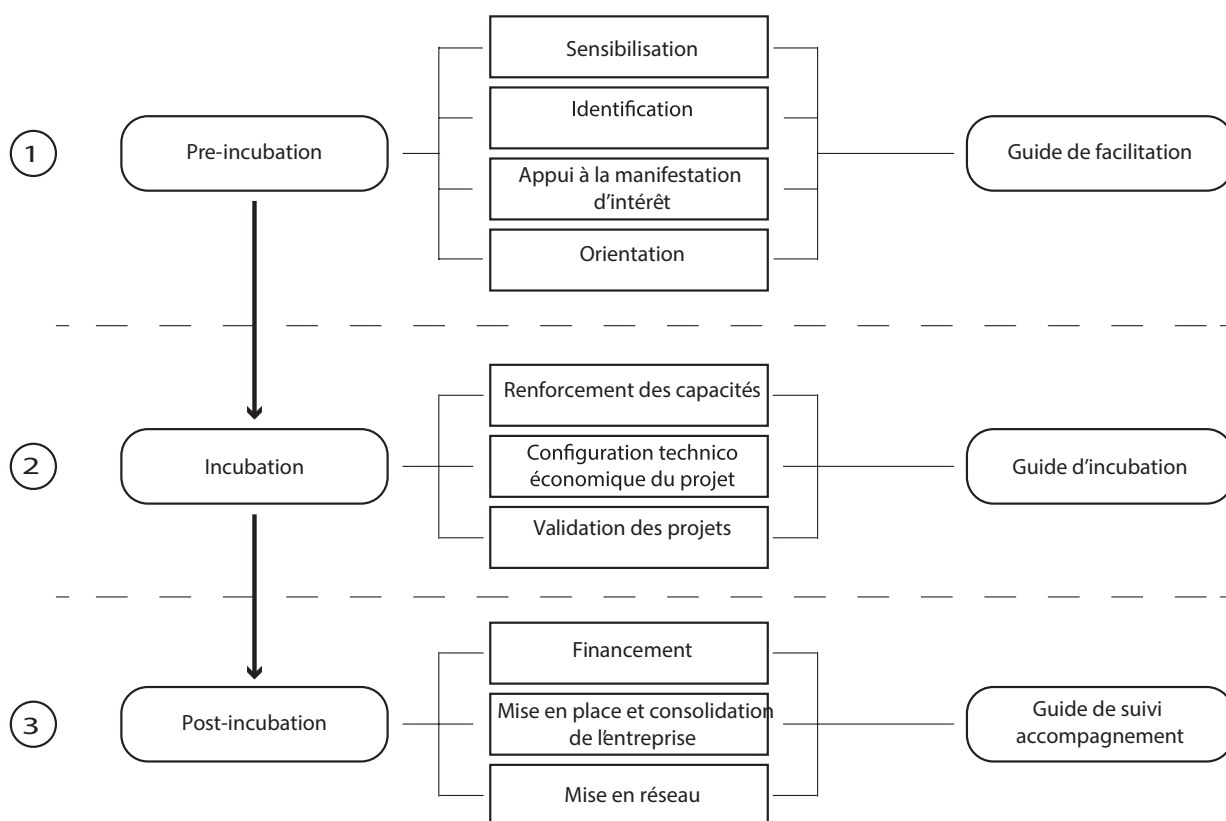 Sensibilisation
Identification
1
Pre-incubation
Appui à la manifestation
d'intérêt
Guide de facilitation
Orientation
Renforcement des capacités
2
Incubation
Configuration technico
économique du projet
Guide d'incubation
Validation des projets
Financement
3
Post-incubation
Mise en place et consolidation
de l'entreprise
Guide de suivi
accompagnement
Mise en réseau